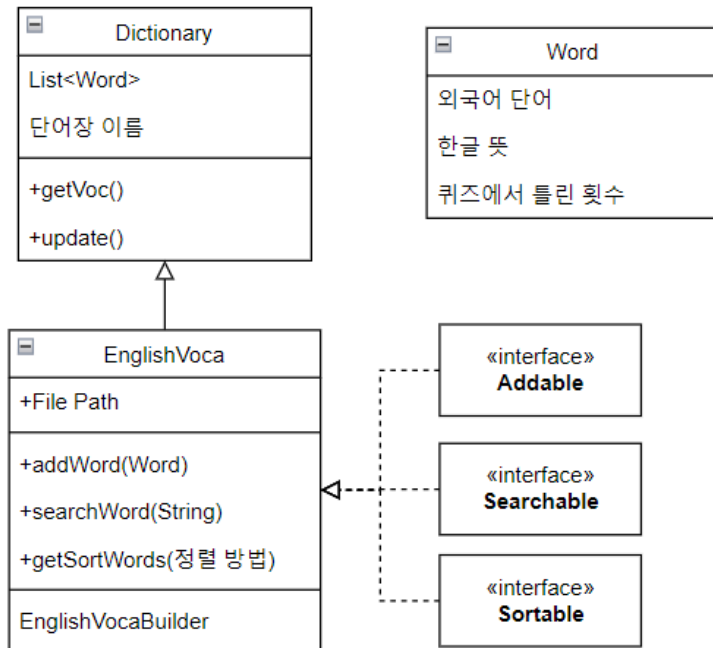 Dictionary
List<Word>
단어장 이름
+getVoc()
+update()
Word
외국어 단어
한글 뜻
퀴즈에서 틀린 횟수
EnglishVoca
+File Path
+addWord(Word)
+searchWord(String)
+getSortWords(정렬 방법)
EnglishVocaBuilder
«interface»
Addable
«interface»
Searchable
«interface»
Sortable